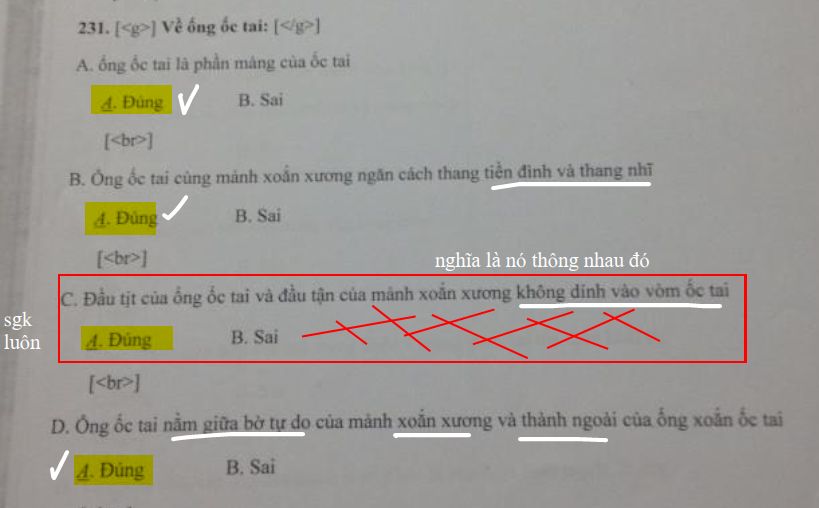 231. [<g>] Về ống ốc tai: [</g>]
A. ống ốc tai là phần màng của ốc tai
A. Đúng B. Sai
[<br>]
B. Ống ốc tai cùng mảnh xoắn xương ngăn cách thang tiền đình và thang nhĩ
A. Đúng B. Sai
[<br>]
nghĩa là nó thông nhau đó
C. Đầu tịt của ống ốc tai và đầu tận của mảnh xoắn xương không dính vào vòm ốc tai
sgk
luôn
A. Đúng B. Sai
[<br>]
D. Ống ốc tai nằm giữa bờ tự do của mảnh xoắn xương và thành ngoài của ống xoắn ốc tai
A. Đúng B. Sai